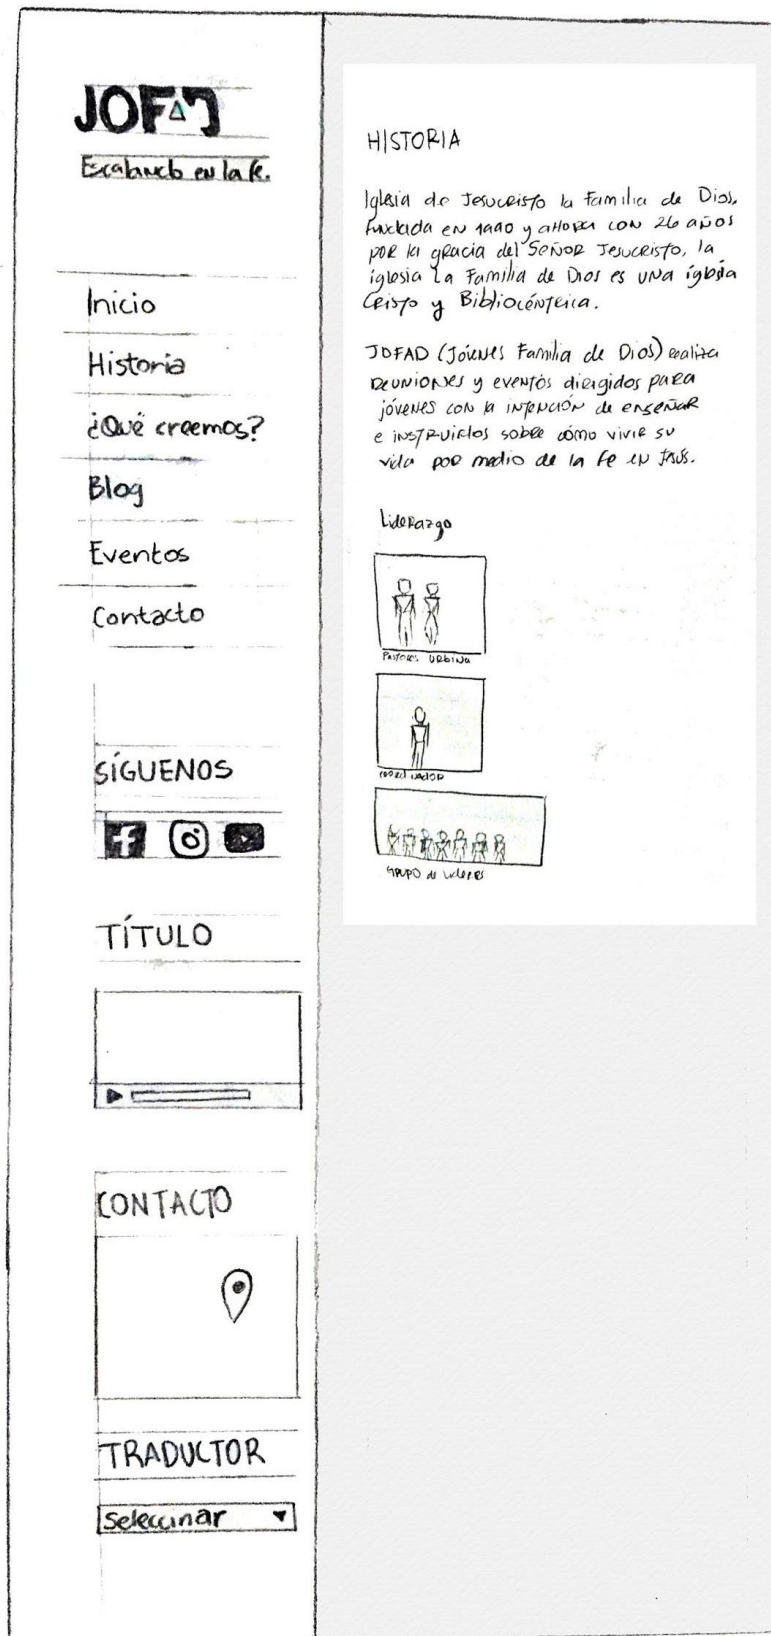 JOFAD
Escalando en la fe.
Inicio
Historia
¿Qué creemos?
Blog
Eventos
Contacto
SÍGUENOS
TÍTULO
CONTACTO
TRADUCTOR
Seleccinar
HISTORIA
Iglesia de Jesucristo la Familia de Dios,
fundada en 1990 y ahora con 26 años
por la gracia del Señor Jesucristo, la
iglesia La Familia de Dios es una iglesia
Cristo y Bibliocéntrica.
JOFAD (Jóvenes Familia de Dios) realiza
reuniones y eventos dirigidos para
jóvenes con la intención de enseñar
e instruirlos sobre cómo vivir su
vida por medio de la fe en Jesús.
Liderazgo
Pastores Urbina
Coordinador
Grupo de Líderes